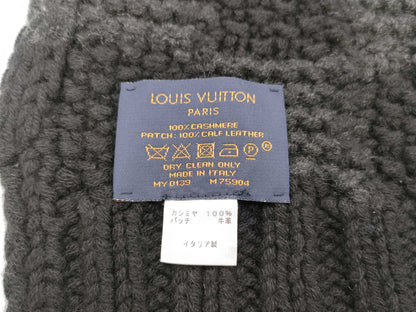 LOUIS VUITTON
PARIS
100% CASHMERE
PATCH: 100% CALF LEATHER
P
DRY CLEAN ONLY
MADE IN ITALY
MY 0139 M 7590d
カシミヤ 100%
パッチ 牛革
イタリア製